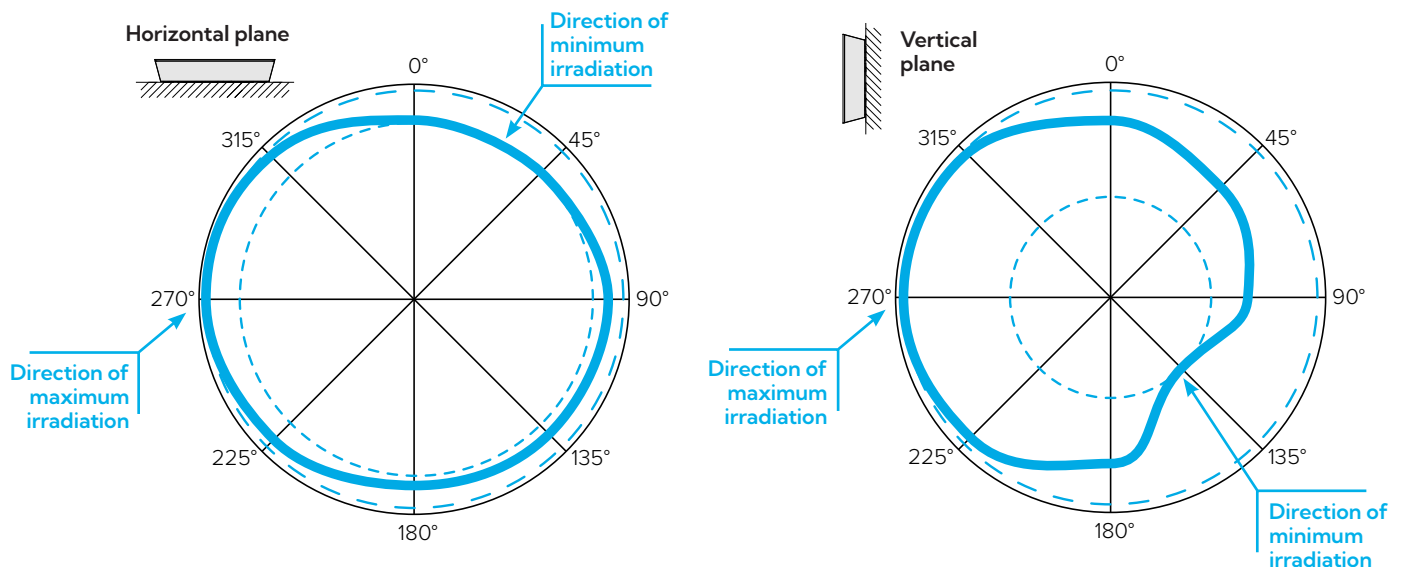 Horizontal plane
Direction of
minimum
irradiation
0°
45°
90°
135°
180°
225°
270°
315°
Direction of
maximum
irradiation
Vertical
plane
0°
45°
90°
135°
180°
225°
270°
315°
Direction of
maximum
irradiation
Direction of
minimum
irradiation